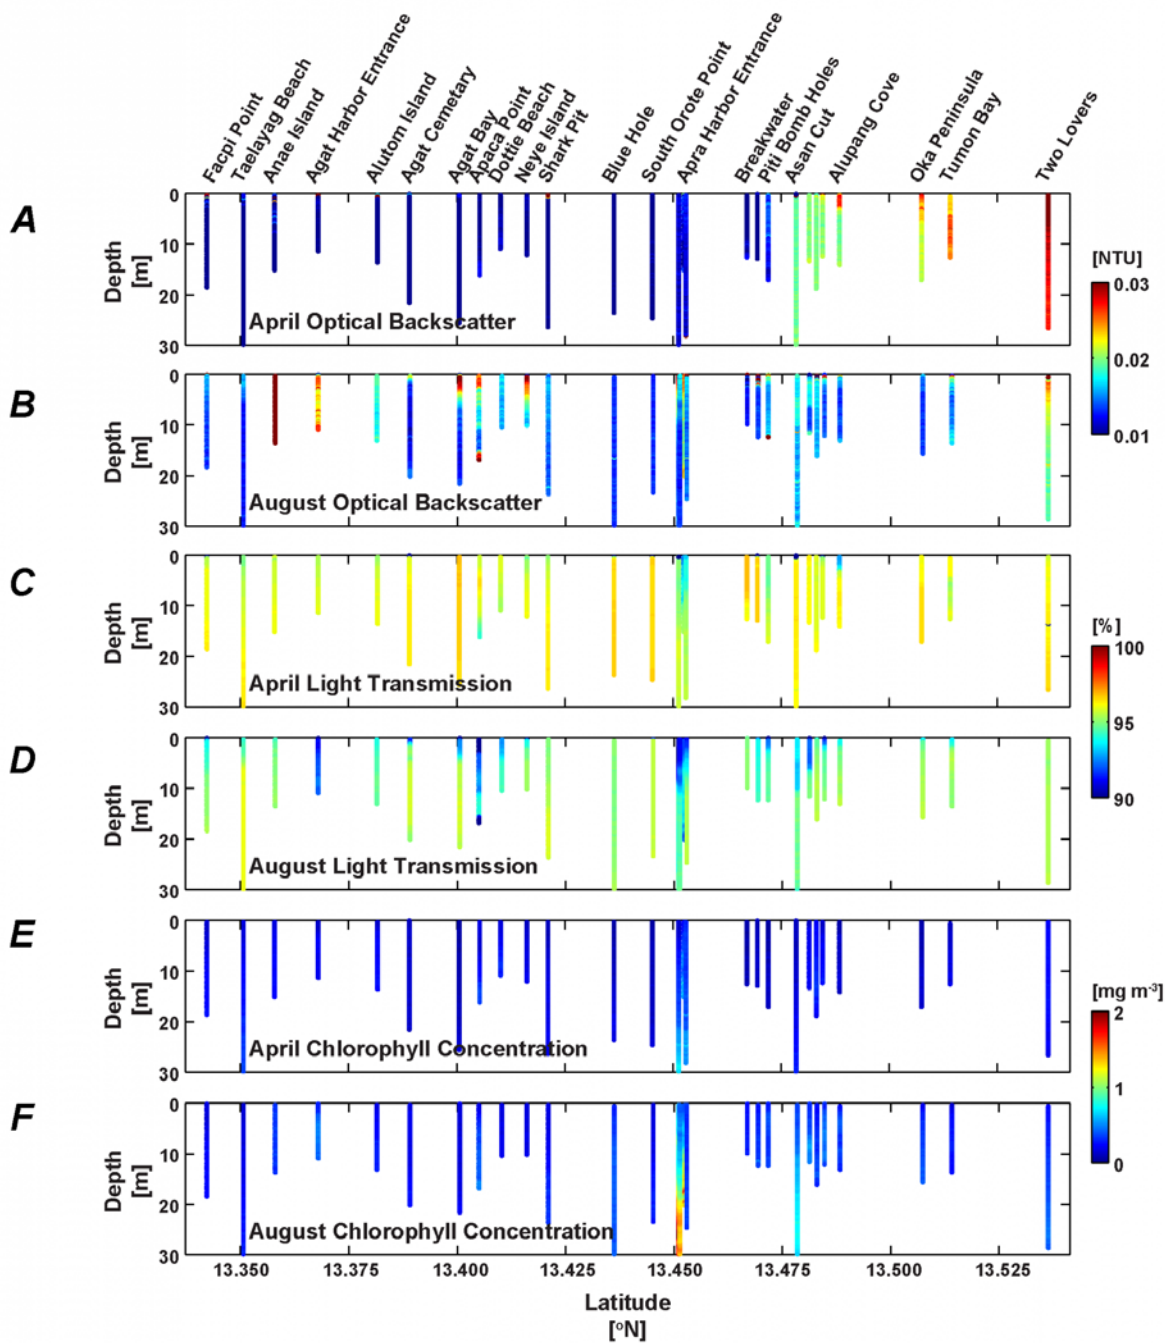 Facpi Point
Taelayag Beach
Anae Island
Agat Harbor Entrance
Alutom Island
Agat Cemetary
Agat Bay
Apaca Point
Dottie Beach
Neye Island
Shark Pit
Blue Hole
South Orote Point
Apra Harbor Entrance
Breakwater
Piti Bomb Holes
Asan Cut
Alupang Cove
Oka Peninsula
Tumon Bay
Two Lovers
A
Depth
[m]
0
10
20
30
April Optical Backscatter
[NTU]
0.03
0.02
0.01
B
Depth
[m]
0
10
20
30
August Optical Backscatter
C
Depth
[m]
0
10
20
30
April Light Transmission
[%]
100
95
90
D
Depth
[m]
0
10
20
30
August Light Transmission
E
Depth
[m]
0
10
20
30
April Chlorophyll Concentration
[mg m-3]
2
1
0
F
Depth
[m]
0
10
20
30
August Chlorophyll Concentration
13.350 13.375 13.400 13.425 13.450 13.475 13.500 13.525
Latitude
[oN]